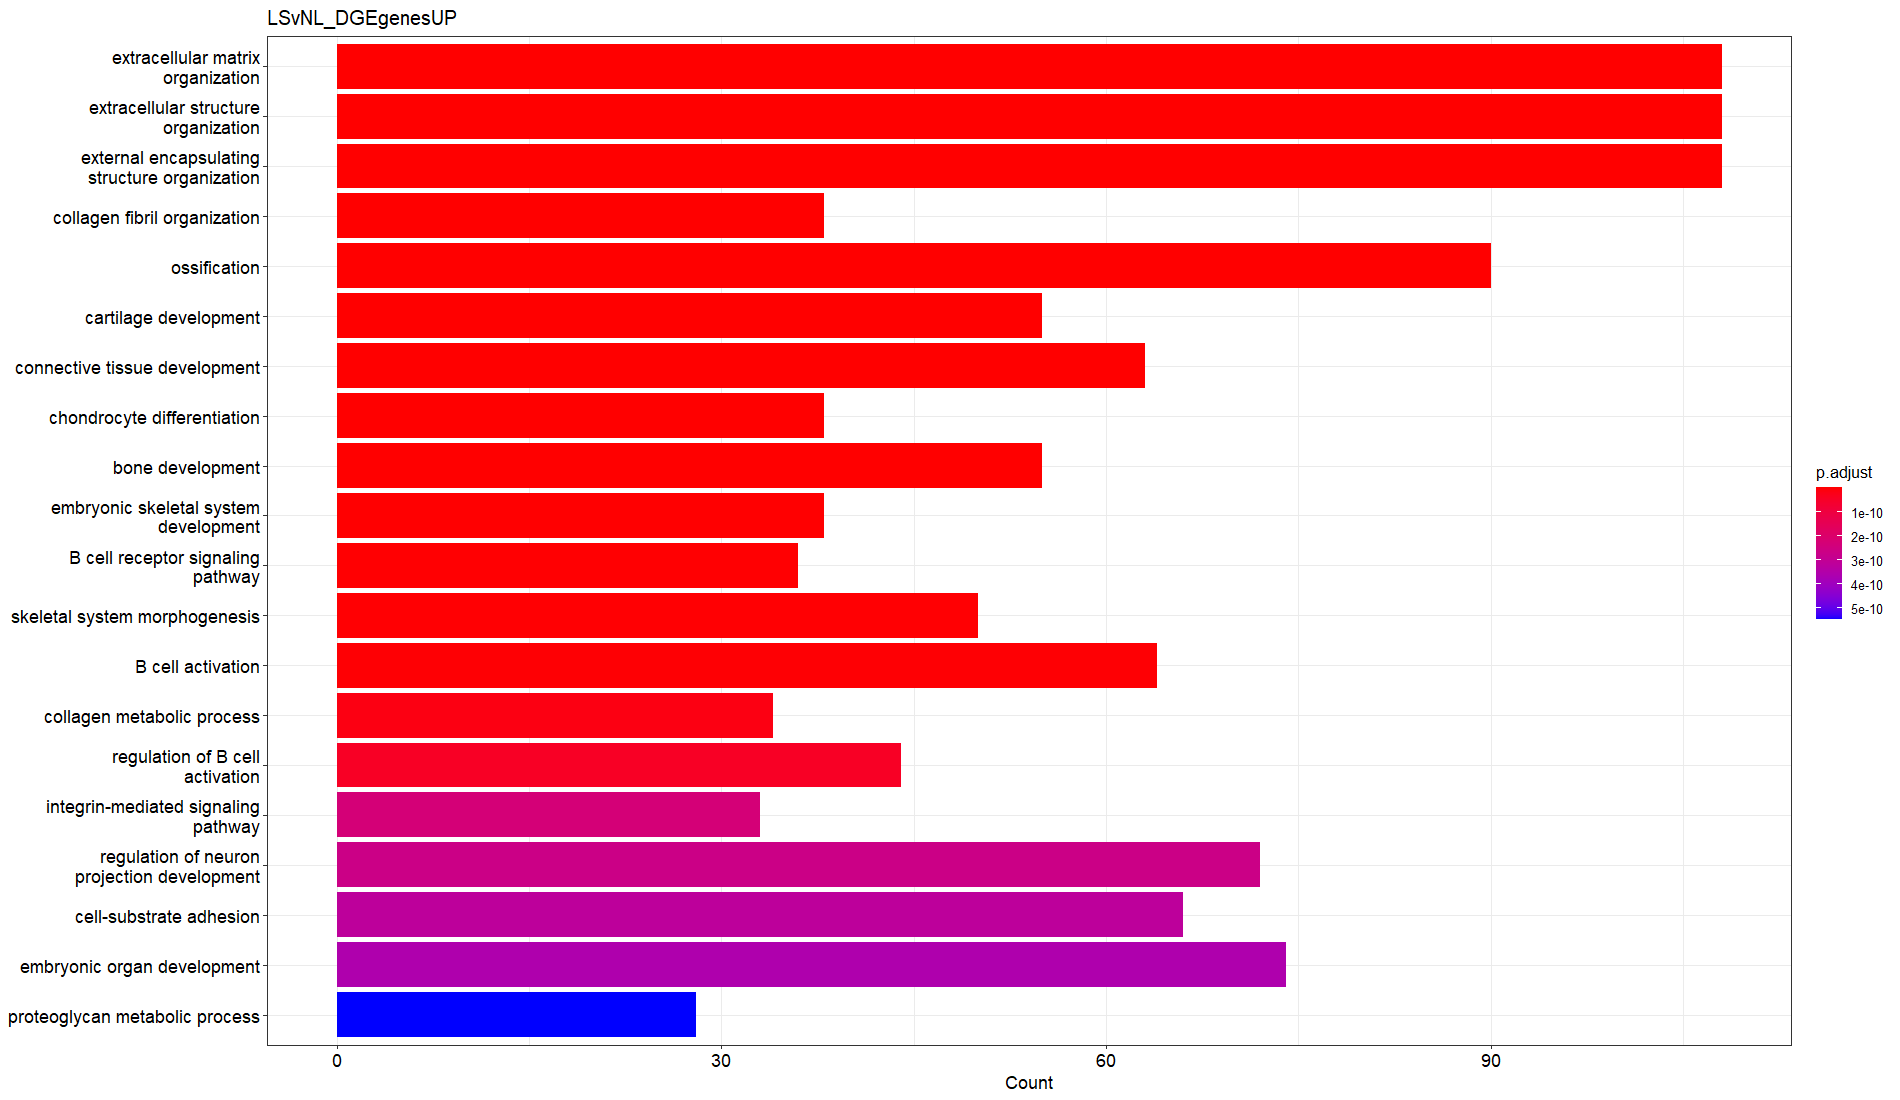 LSvNL_DGEgenesUP
extracellular matrix
organization
extracellular structure
organization
external encapsulating
structure organization
collagen fibril organization
ossification
cartilage development
connective tissue development
chondrocyte differentiation
bone development
embryonic skeletal system
development
B cell receptor signaling
pathway
skeletal system morphogenesis
B cell activation
collagen metabolic process
regulation of B cell
activation
integrin-mediated signaling
pathway
regulation of neuron
projection development
cell-substrate adhesion
embryonic organ development
proteoglycan metabolic process
0 30 60 90
Count
p.adjust
1e-10
2e-10
3e-10
4e-10
5e-10